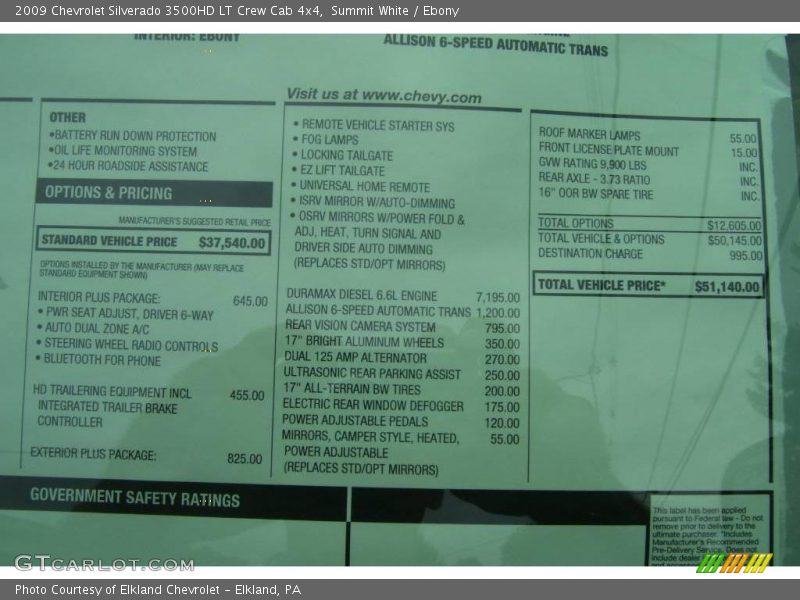 2009 Chevrolet Silverado 3500HD LT Crew Cab 4x4,  Summit White / Ebony
INTERIOR: EBONY
ALLISON 6-SPEED AUTOMATIC TRANS
OTHER
•BATTERY RUN DOWN PROTECTION
•OIL LIFE MONITORING SYSTEM
•24 HOUR ROADSIDE ASSISTANCE
OPTIONS & PRICING
MANUFACTURER'S SUGGESTED RETAIL PRICE
STANDARD VEHICLE PRICE $37,540.00
OPTIONS INSTALLED BY THE MANUFACTURER (MAY REPLACE
STANDARD EQUIPMENT SHOWN)
INTERIOR PLUS PACKAGE: 645.00
• PWR SEAT ADJUST, DRIVER 6-WAY
• AUTO DUAL ZONE A/C
• STEERING WHEEL RADIO CONTROLS
• BLUETOOTH FOR PHONE
HD TRAILERING EQUIPMENT INCL 455.00
INTEGRATED TRAILER BRAKE
CONTROLLER
EXTERIOR PLUS PACKAGE: 825.00
Visit us at www.chevy.com
• REMOTE VEHICLE STARTER SYS
• FOG LAMPS
• LOCKING TAILGATE
• EZ LIFT TAILGATE
• UNIVERSAL HOME REMOTE
• ISRV MIRROR W/AUTO-DIMMING
• OSRV MIRRORS W/POWER FOLD &
ADJ, HEAT, TURN SIGNAL AND
DRIVER SIDE AUTO DIMMING
(REPLACES STD/OPT MIRRORS)
DURAMAX DIESEL 6.6L ENGINE 7,195.00
ALLISON 6-SPEED AUTOMATIC TRANS 1,200.00
REAR VISION CAMERA SYSTEM 795.00
17" BRIGHT ALUMINUM WHEELS 350.00
DUAL 125 AMP ALTERNATOR 270.00
ULTRASONIC REAR PARKING ASSIST 250.00
17" ALL-TERRAIN BW TIRES 200.00
ELECTRIC REAR WINDOW DEFOGGER 175.00
POWER ADJUSTABLE PEDALS 120.00
MIRRORS, CAMPER STYLE, HEATED, 55.00
POWER ADJUSTABLE
(REPLACES STD/OPT MIRRORS)
ROOF MARKER LAMPS 55.00
FRONT LICENSE PLATE MOUNT 15.00
GVW RATING 9,900 LBS INC.
REAR AXLE - 3.73 RATIO INC.
16" OOR BW SPARE TIRE INC.
TOTAL OPTIONS $12,605.00
TOTAL VEHICLE & OPTIONS $50,145.00
DESTINATION CHARGE 995.00
TOTAL VEHICLE PRICE* $51,140.00
GOVERNMENT SAFETY RATINGS
This label has been applied
pursuant to Federal law - Do not
remove prior to delivery to the
ultimate purchaser. *Includes
Manufacturer's Recommended
Pre-Delivery Service. Does not
include dealer
GTcarlot.com
Photo Courtesy of Elkland Chevrolet - Elkland, PA